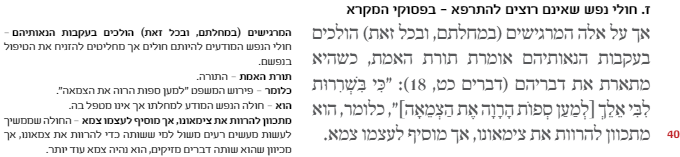 ז. חולי נפש שאינם רוצים להתרפא – בפסוקי המקרא
אך על אלה המרגישים (במחלתם, ובכל זאת) הולכים
בעקבות הנאותיהם אומרת תורת האמת, כשהיא
מתארת את דבריהם (דברים כט, 18): "כִּי בִּשְׁרִרוּת
לִבִּי אֵלֵךְ [לְמַעַן סְפוֹת הָרָוָה אֶת הַצְּמֵאָה]", כלומר, הוא
מתכוון להרוות את צימאונו, אך מוסיף לעצמו צמא.
40
המרגישים (במחלתם, ובכל זאת) הולכים בעקבות הנאותיהם –
חולי הנפש המודעים להיותם חולים אך מחליטים להזניח את הטיפול
בנפשם.
תורת האמת – התורה.
כלומר – פירוש המשפט "למען ספות הרוה את הצמאה".
הוא – חולה הנפש המודע למחלתו אך אינו מטפל בה.
מתכוון להרוות את צימאונו, אך מוסיף לעצמו צמא – החולה שממשיך
לעשות מעשים רעים משול למי ששותה כדי להרוות את צמאונו, אך
מכיוון שהוא שותה דברים מזיקים, הוא נהיה צמא עוד יותר.